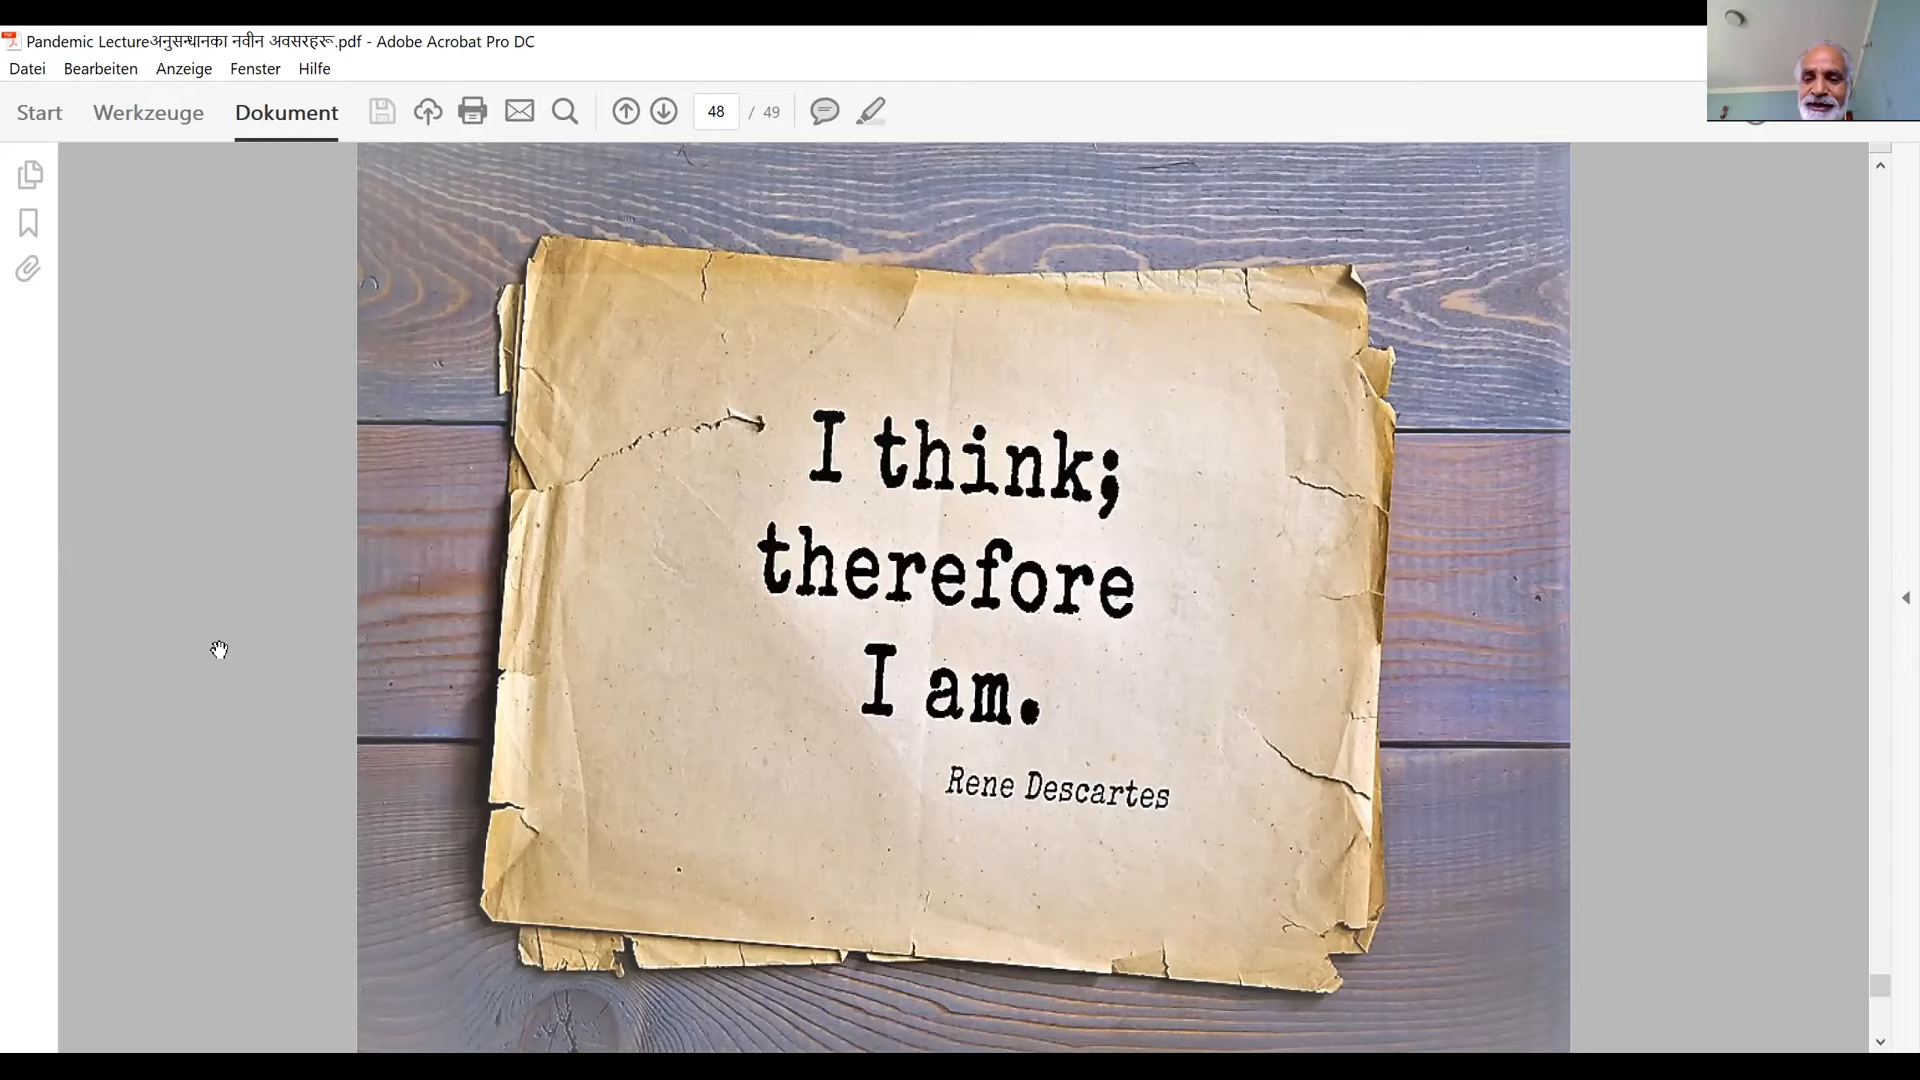 Pandemic Lectureअनुसन्धानका नवीन अवसरहरू.pdf - Adobe Acrobat Pro DC
Datei Bearbeiten Anzeige Fenster Hilfe
Start Werkzeuge Dokument 48 / 49
I think;
therefore
I am.
Rene Descartes